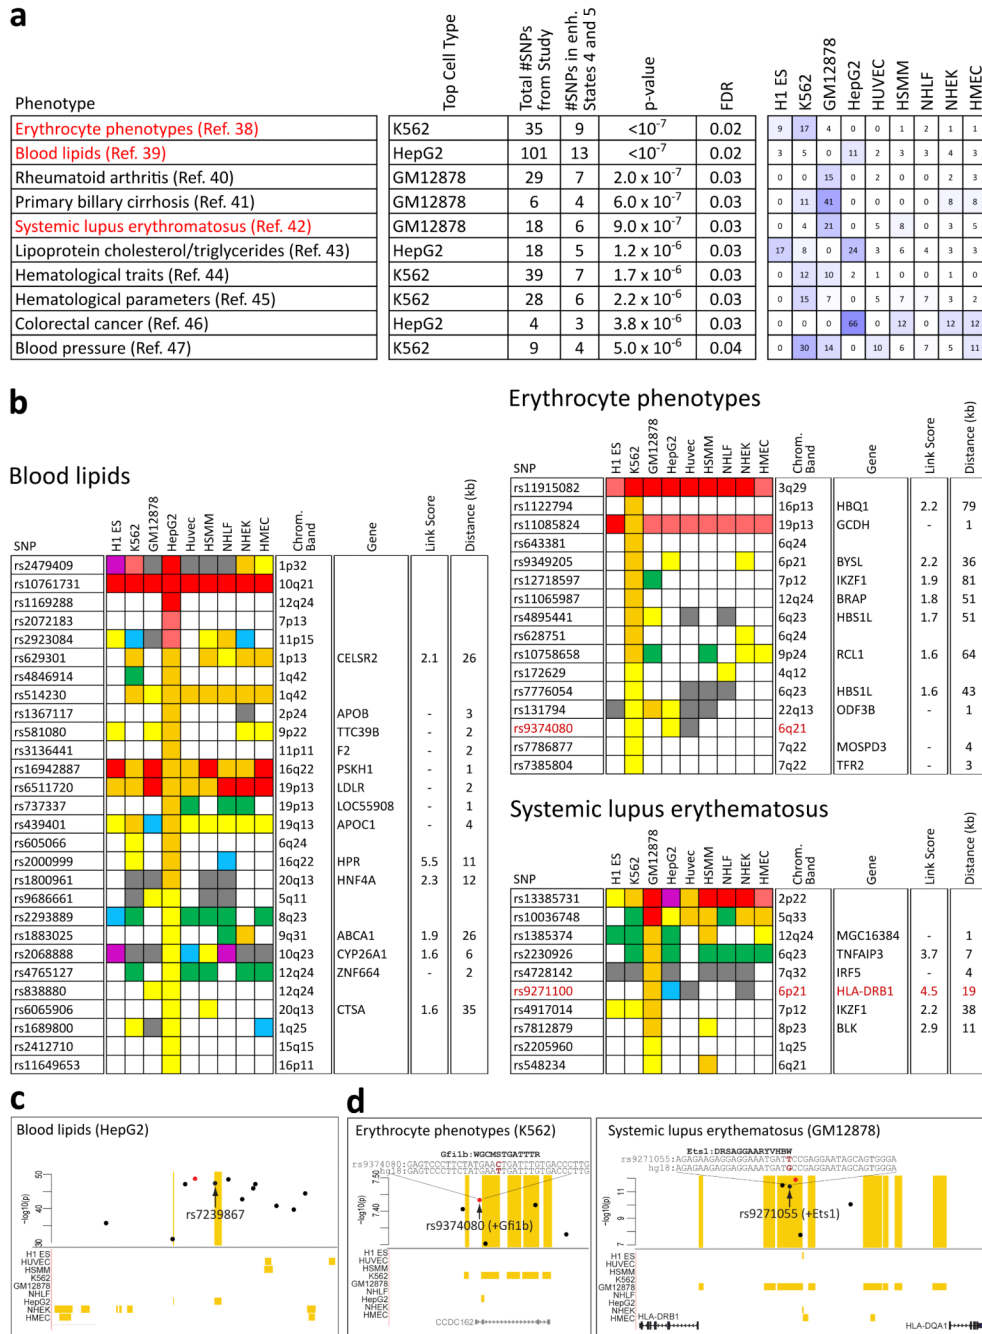 a
Phenotype Top Cell Type Total #SNPs from Study #SNPs in enh. States 4 and 5 p-value FDR H1 ES K562 GM12878 HepG2 HUVEC HSMM NHLF NHEK HMEC
Erythrocyte phenotypes (Ref. 38) K562 35 9 <10-7 0.02 9 17 4 0 0 1 2 1 1
Blood lipids (Ref. 39) HepG2 101 13 <10-7 0.02 3 5 0 11 2 3 3 4 3
Rheumatoid arthritis (Ref. 40) GM12878 29 7 2.0 x 10-7 0.03 0 0 15 0 2 0 0 2 3
Primary billary cirrhosis (Ref. 41) GM12878 6 4 6.0 x 10-7 0.03 0 11 41 0 0 0 0 8 8
Systemic lupus erythromatosus (Ref. 42) GM12878 18 6 9.0 x 10-7 0.03 0 4 21 0 5 8 0 3 5
Lipoprotein cholesterol/triglycerides (Ref. 43) HepG2 18 5 1.2 x 10-6 0.03 17 8 0 24 3 6 4 3 3
Hematological traits (Ref. 44) K562 39 7 1.7 x 10-6 0.03 0 12 10 2 1 0 0 0 1
Hematological parameters (Ref. 45) K562 28 6 2.2 x 10-6 0.03 0 15 7 0 5 7 7 3 2
Colorectal cancer (Ref. 46) HepG2 4 3 3.8 x 10-6 0.03 0 0 0 66 0 12 0 12 12
Blood pressure (Ref. 47) K562 9 4 5.0 x 10-6 0.04 0 30 14 0 10 6 7 5 11
b
Blood lipids
SNP H1 ES K562 GM12878 HepG2 Huvec HSMM NHLF NHEK HMEC Chrom. Band Gene Link Score Distance (kb)
rs2479409 1p32
rs10761731 10q21
rs1169288 12q24
rs2072183 7p13
rs2923084 11p15
rs629301 1p13 CELSR2 2.1 26
rs4846914 1q42
rs514230 1q42
rs1367117 2p24 APOB - 3
rs581080 9p22 TTC39B - 2
rs3136441 11p11 F2 - 2
rs16942887 16q22 PSKH1 - 1
rs6511720 19p13 LDLR - 2
rs737337 19p13 LOC55908 - 1
rs439401 19q13 APOC1 - 4
rs605066 6q24
rs2000999 16q22 HPR 5.5 11
rs1800961 20q13 HNF4A 2.3 12
rs9686661 5q11
rs2293889 8q23
rs1883025 9q31 ABCA1 1.9 26
rs2068888 10q23 CYP26A1 1.6 6
rs4765127 12q24 ZNF664 - 2
rs838880 12q24
rs6065906 20q13 CTSA 1.6 35
rs1689800 1q25
rs2412710 15q15
rs11649653 16p11
Erythrocyte phenotypes
SNP H1 ES K562 GM12878 HepG2 Huvec HSMM NHLF NHEK HMEC Chrom. Band Gene Link Score Distance (kb)
rs11915082 3q29
rs1122794 16p13 HBQ1 2.2 79
rs11085824 19p13 GCDH - 1
rs643381 6q24
rs9349205 6p21 BYSL 2.2 36
rs12718597 7p12 IKZF1 1.9 81
rs11065987 12q24 BRAP 1.8 51
rs4895441 6q23 HBS1L 1.7 51
rs628751 6q24
rs10758658 9p24 RCL1 1.6 64
rs172629 4q12
rs7776054 6q23 HBS1L 1.6 43
rs131794 22q13 ODF3B - 1
rs9374080 6q21
rs7786877 7q22 MOSPD3 - 4
rs7385804 7q22 TFR2 - 3
Systemic lupus erythematosus
SNP H1 ES K562 GM12878 HepG2 Huvec HSMM NHLF NHEK HMEC Chrom. Band Gene Link Score Distance (kb)
rs13385731 2p22
rs10036748 5q33
rs1385374 12q24 MGC16384 - 1
rs2230926 6q23 TNFAIP3 3.7 7
rs4728142 7q32 IRF5 - 4
rs9271100 6p21 HLA-DRB1 4.5 19
rs4917014 7p12 IKZF1 2.2 38
rs7812879 8p23 BLK 2.9 11
rs2205960 1q25
rs548234 6q21
c
Blood lipids (HepG2)
-log10(p)
50
40
30
rs7239867
H1 ES
HUVEC
HSMM
K562
GM12878
NHLF
HepG2
NHEK
HMEC
d
Erythrocyte phenotypes (K562)
Gfi1b:WGCMSTGATTTR
rs9374080:GAGTCCCTTCTATGAACTGATTTGTGACCCTTG
hg18:GAGTCCCTTCTATGAATTGATTTGTGACCCTTG
-log10(p)
7.50
7.40
rs9374080 (+Gfi1b)
H1 ES
HUVEC
HSMM
K562
GM12878
NHLF
HepG2
NHEK
HMEC
CCDC162
Systemic lupus erythematosus (GM12878)
Ets1:DRSAGGAARYVHBW
rs9271055:AGAGAAGAGGAGGAAATGATTCCGAGGAATAGCAGTGGGA
hg18:AGAGAAGAGGAGGAAATGATGCCGAGGAATAGCAGTGGGA
-log10(p)
11
9
7
rs9271055 (+Ets1)
H1 ES
HUVEC
HSMM
K562
GM12878
NHLF
HepG2
NHEK
HMEC
HLA-DRB1
HLA-DQA1